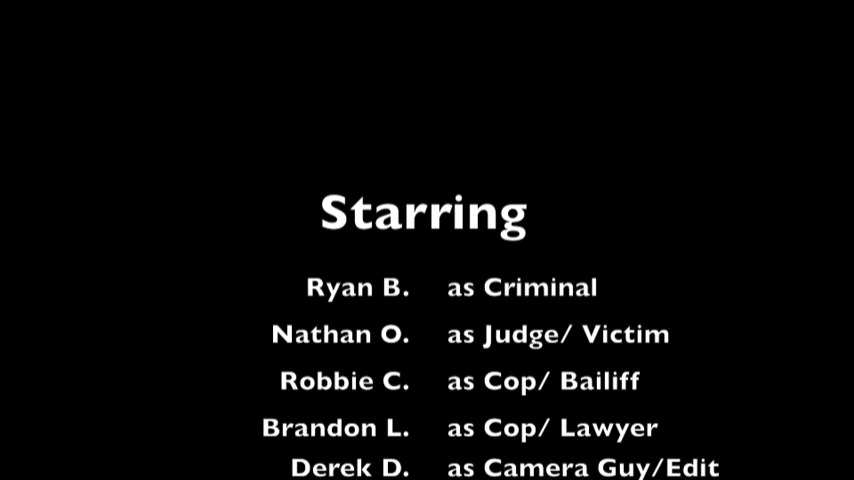 Starring
Ryan B. as Criminal
Nathan O. as Judge/ Victim
Robbie C. as Cop/ Bailiff
Brandon L. as Cop/ Lawyer
Derek D. as Camera Guy/Edit